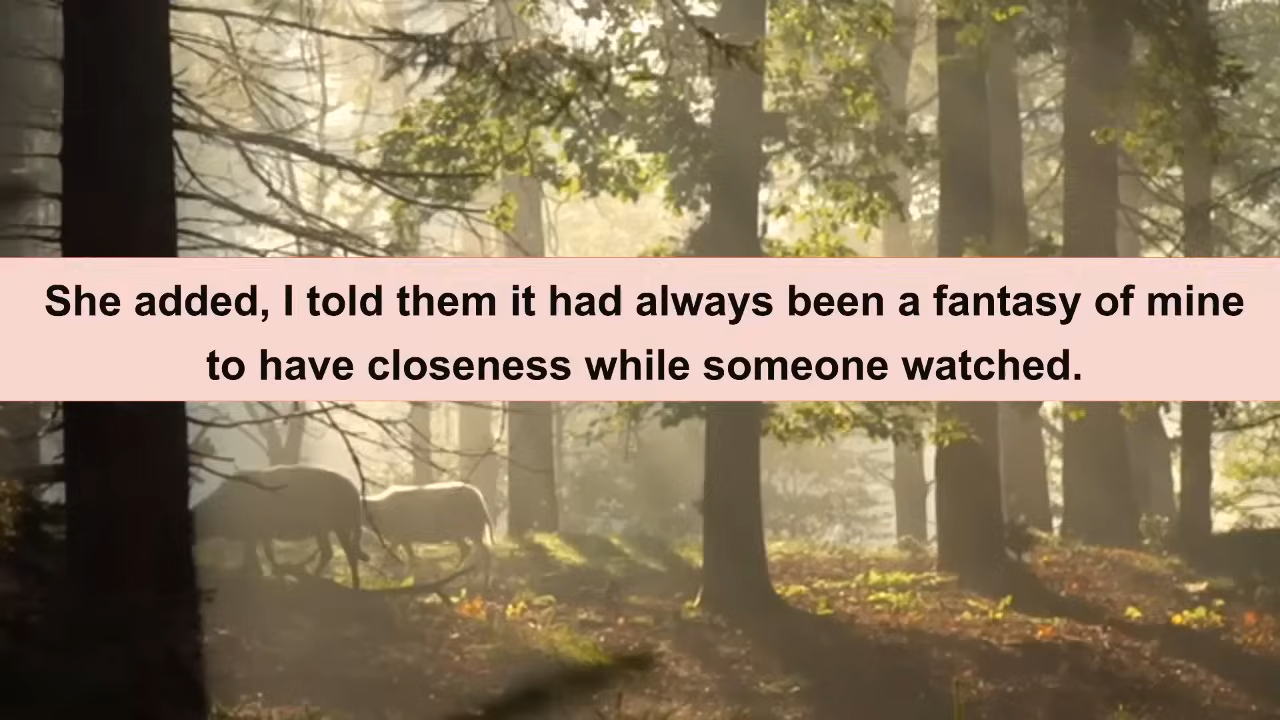 She added, I told them it had always been a fantasy of mine
to have closeness while someone watched.